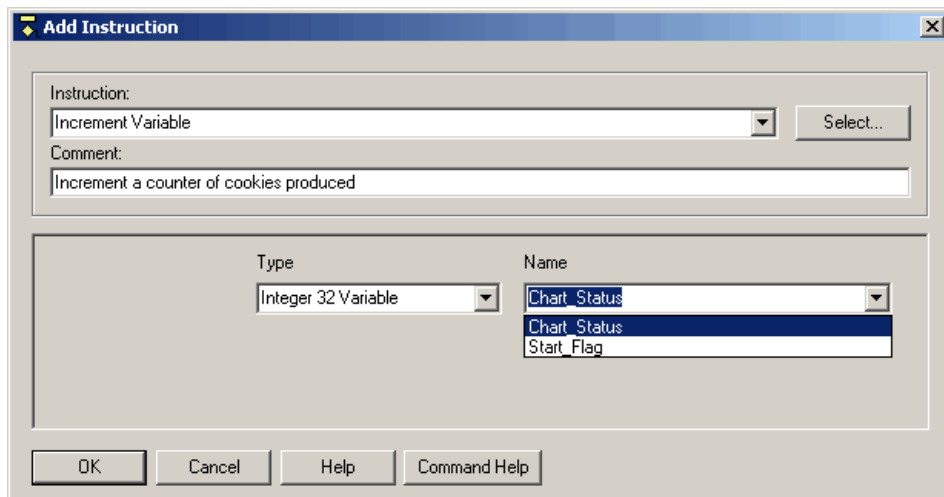 Add Instruction
Instruction:
Increment Variable
Select...
Comment:
Increment a counter of cookies produced
Type
Name
Integer 32 Variable
Chart_Status
Chart_Status
Start_Flag
OK
Cancel
Help
Command Help